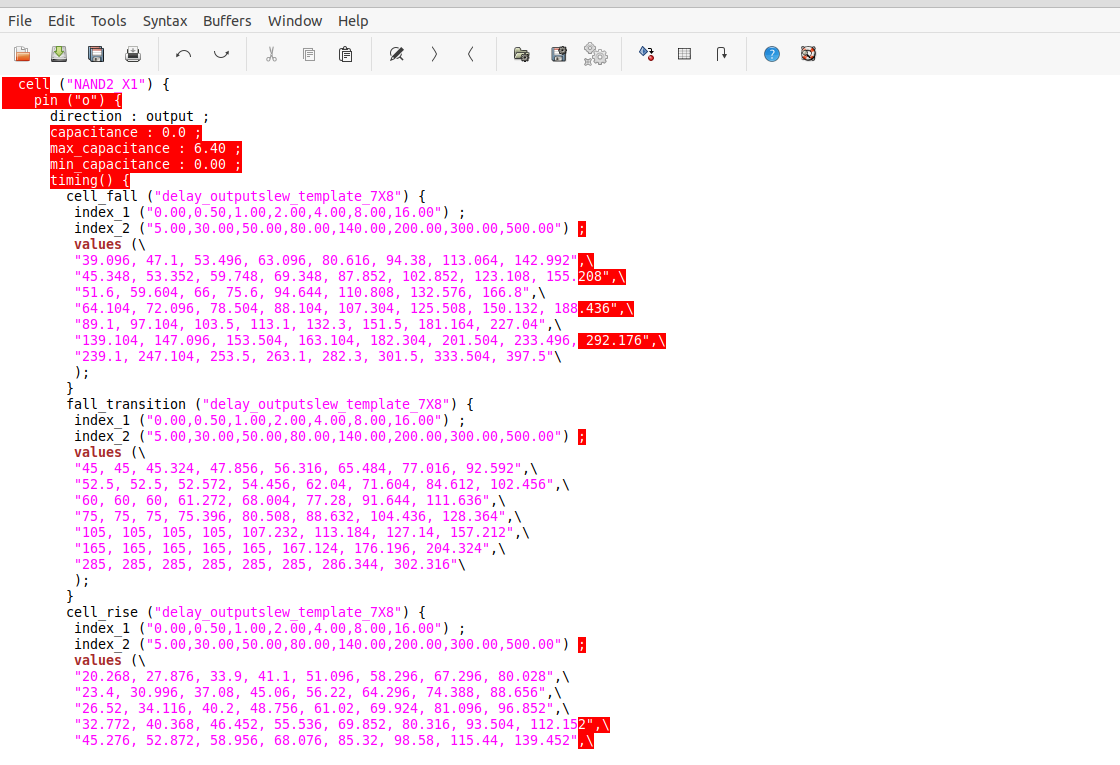 File Edit Tools Syntax Buffers Window Help
cell ("NAND2_X1") {
pin ("o") {
direction : output ;
capacitance : 0.0 ;
max_capacitance : 6.40 ;
min_capacitance : 0.00 ;
timing() {
cell_fall ("delay_outputslew_template_7X8") {
index_1 ("0.00,0.50,1.00,2.00,4.00,8.00,16.00") ;
index_2 ("5.00,30.00,50.00,80.00,140.00,200.00,300.00,500.00") ;
values (\
"39.096, 47.1, 53.496, 63.096, 80.616, 94.38, 113.064, 142.992",\
"45.348, 53.352, 59.748, 69.348, 87.852, 102.852, 123.108, 155.208",\
"51.6, 59.604, 66, 75.6, 94.644, 110.808, 132.576, 166.8",\
"64.104, 72.096, 78.504, 88.104, 107.304, 125.508, 150.132, 188.436",\
"89.1, 97.104, 103.5, 113.1, 132.3, 151.5, 181.164, 227.04",\
"139.104, 147.096, 153.504, 163.104, 182.304, 201.504, 233.496, 292.176",\
"239.1, 247.104, 253.5, 263.1, 282.3, 301.5, 333.504, 397.5"\
);
}
fall_transition ("delay_outputslew_template_7X8") {
index_1 ("0.00,0.50,1.00,2.00,4.00,8.00,16.00") ;
index_2 ("5.00,30.00,50.00,80.00,140.00,200.00,300.00,500.00") ;
values (\
"45, 45, 45.324, 47.856, 56.316, 65.484, 77.016, 92.592",\
"52.5, 52.5, 52.572, 54.456, 62.04, 71.604, 84.612, 102.456",\
"60, 60, 60, 61.272, 68.004, 77.28, 91.644, 111.636",\
"75, 75, 75, 75.396, 80.508, 88.632, 104.436, 128.364",\
"105, 105, 105, 105, 107.232, 113.184, 127.14, 157.212",\
"165, 165, 165, 165, 165, 167.124, 176.196, 204.324",\
"285, 285, 285, 285, 285, 285, 286.344, 302.316"\
);
}
cell_rise ("delay_outputslew_template_7X8") {
index_1 ("0.00,0.50,1.00,2.00,4.00,8.00,16.00") ;
index_2 ("5.00,30.00,50.00,80.00,140.00,200.00,300.00,500.00") ;
values (\
"20.268, 27.876, 33.9, 41.1, 51.096, 58.296, 67.296, 80.028",\
"23.4, 30.996, 37.08, 45.06, 56.22, 64.296, 74.388, 88.656",\
"26.52, 34.116, 40.2, 48.756, 61.02, 69.924, 81.096, 96.852",\
"32.772, 40.368, 46.452, 55.536, 69.852, 80.316, 93.504, 112.152",\
"45.276, 52.872, 58.956, 68.076, 85.32, 98.58, 115.44, 139.452",\